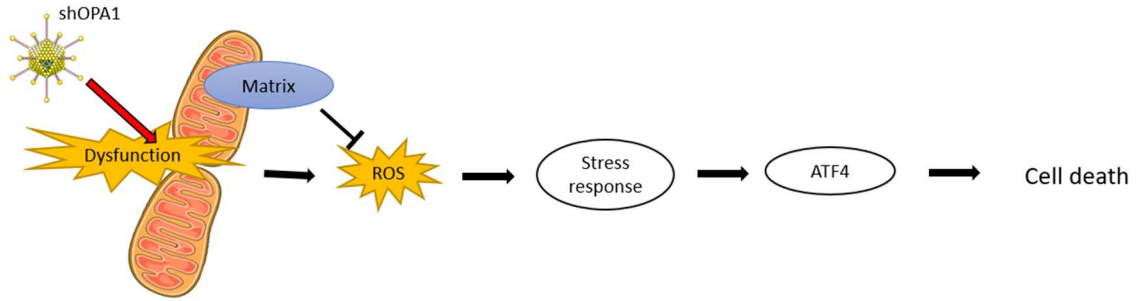 shOPA1
Matrix
Dysfunction
ROS
Stress
response
ATF4
Cell death